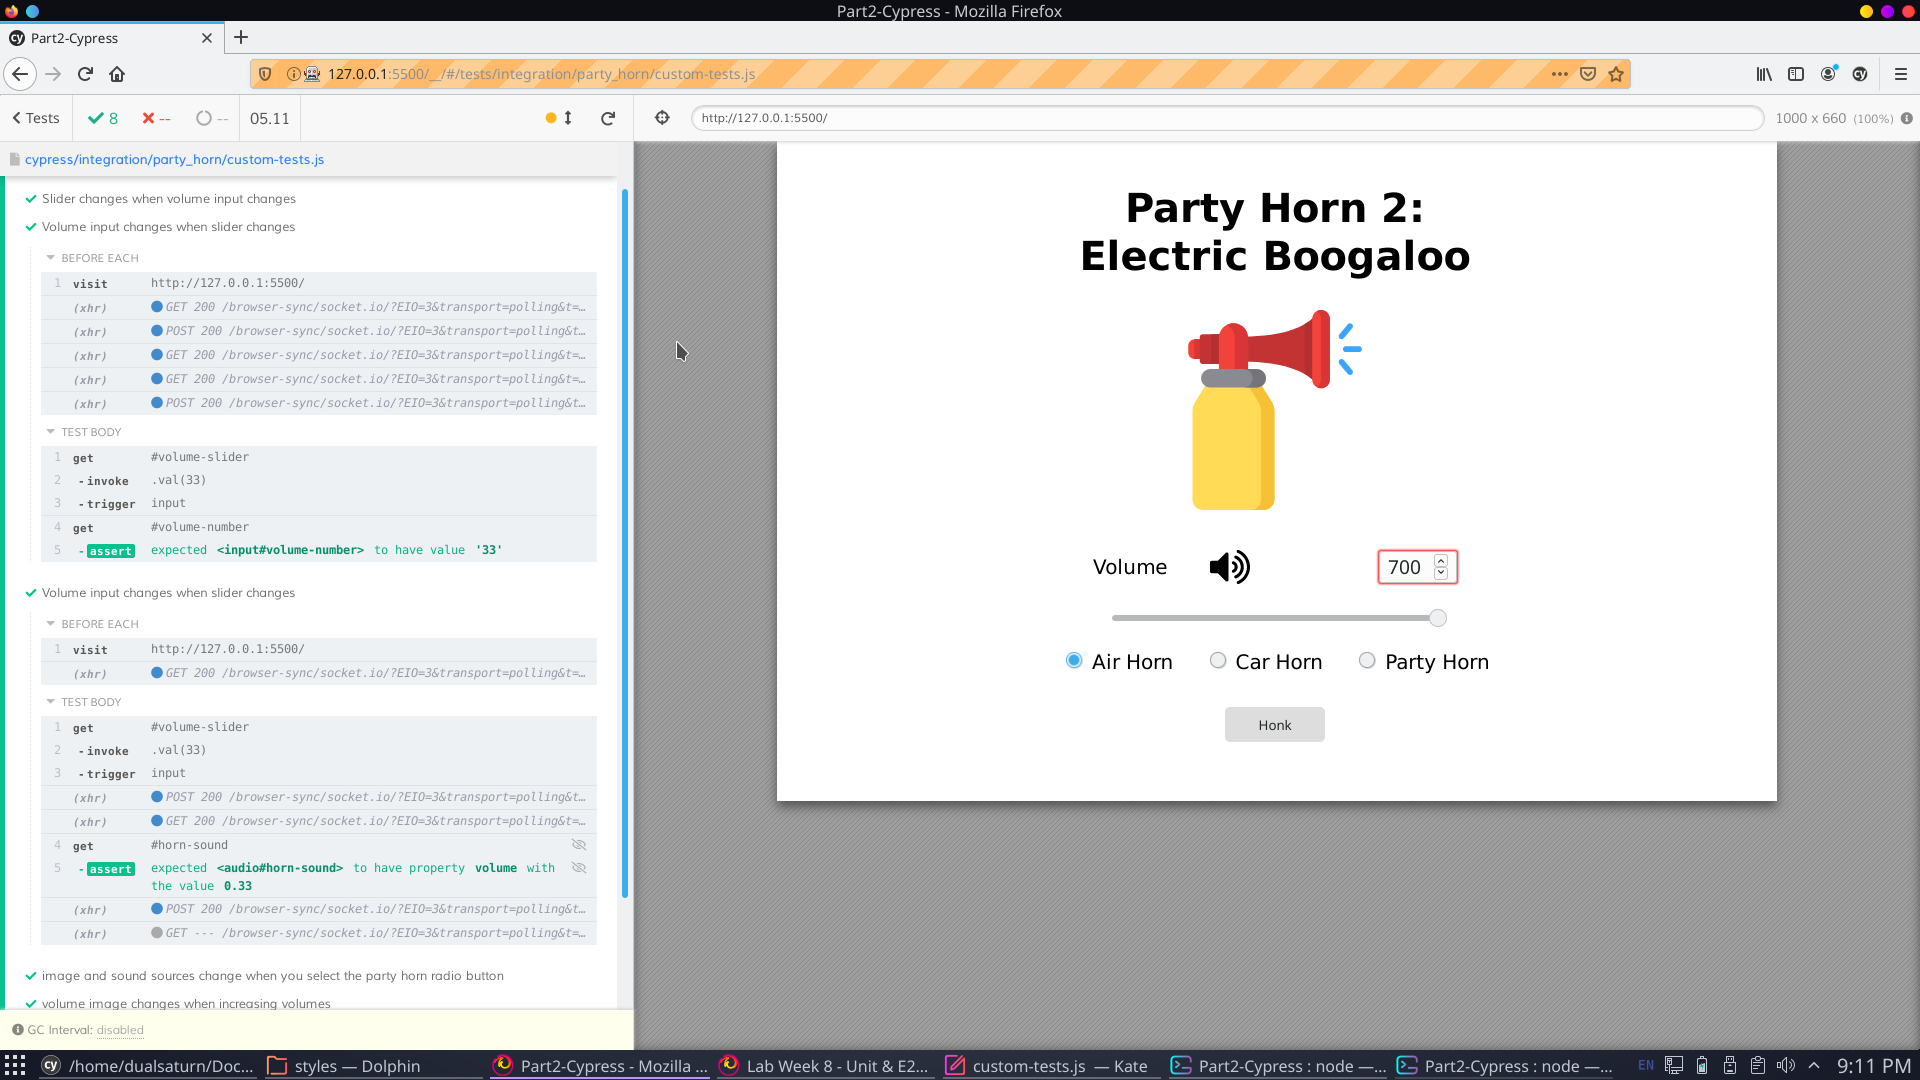 Part2-Cypress - Mozilla Firefox
cy Part2-Cypress
127.0.0.1:5500/__/#/tests/integration/party_horn/custom-tests.js
cy
Tests 8 -- -- 05.11
http://127.0.0.1:5500/ 1000 x 660 (100%)
cypress/integration/party_horn/custom-tests.js
Slider changes when volume input changes
Volume input changes when slider changes
BEFORE EACH
1 visit http://127.0.0.1:5500/
(xhr) GET 200 /browser-sync/socket.io/?EIO=3&transport=polling&t=…
(xhr) POST 200 /browser-sync/socket.io/?EIO=3&transport=polling&t…
(xhr) GET 200 /browser-sync/socket.io/?EIO=3&transport=polling&t=…
(xhr) GET 200 /browser-sync/socket.io/?EIO=3&transport=polling&t=…
(xhr) POST 200 /browser-sync/socket.io/?EIO=3&transport=polling&t…
TEST BODY
1 get #volume-slider
2 -invoke .val(33)
3 -trigger input
4 get #volume-number
5 -assert expected <input#volume-number> to have value '33'
Volume input changes when slider changes
BEFORE EACH
1 visit http://127.0.0.1:5500/
(xhr) GET 200 /browser-sync/socket.io/?EIO=3&transport=polling&t=…
TEST BODY
1 get #volume-slider
2 -invoke .val(33)
3 -trigger input
(xhr) POST 200 /browser-sync/socket.io/?EIO=3&transport=polling&t…
(xhr) GET 200 /browser-sync/socket.io/?EIO=3&transport=polling&t=…
4 get #horn-sound
5 -assert expected <audio#horn-sound> to have property volume with
the value 0.33
(xhr) POST 200 /browser-sync/socket.io/?EIO=3&transport=polling&t…
(xhr) GET --- /browser-sync/socket.io/?EIO=3&transport=polling&t=…
image and sound sources change when you select the party horn radio button
volume image changes when increasing volumes
GC Interval: disabled
Party Horn 2:
Electric Boogaloo
Volume 700
Air Horn Car Horn Party Horn
Honk
cy /home/dualsaturn/Doc... styles — Dolphin Part2-Cypress - Mozilla ... Lab Week 8 - Unit & E2... custom-tests.js — Kate Part2-Cypress : node —... Part2-Cypress : node —... EN 9:11 PM